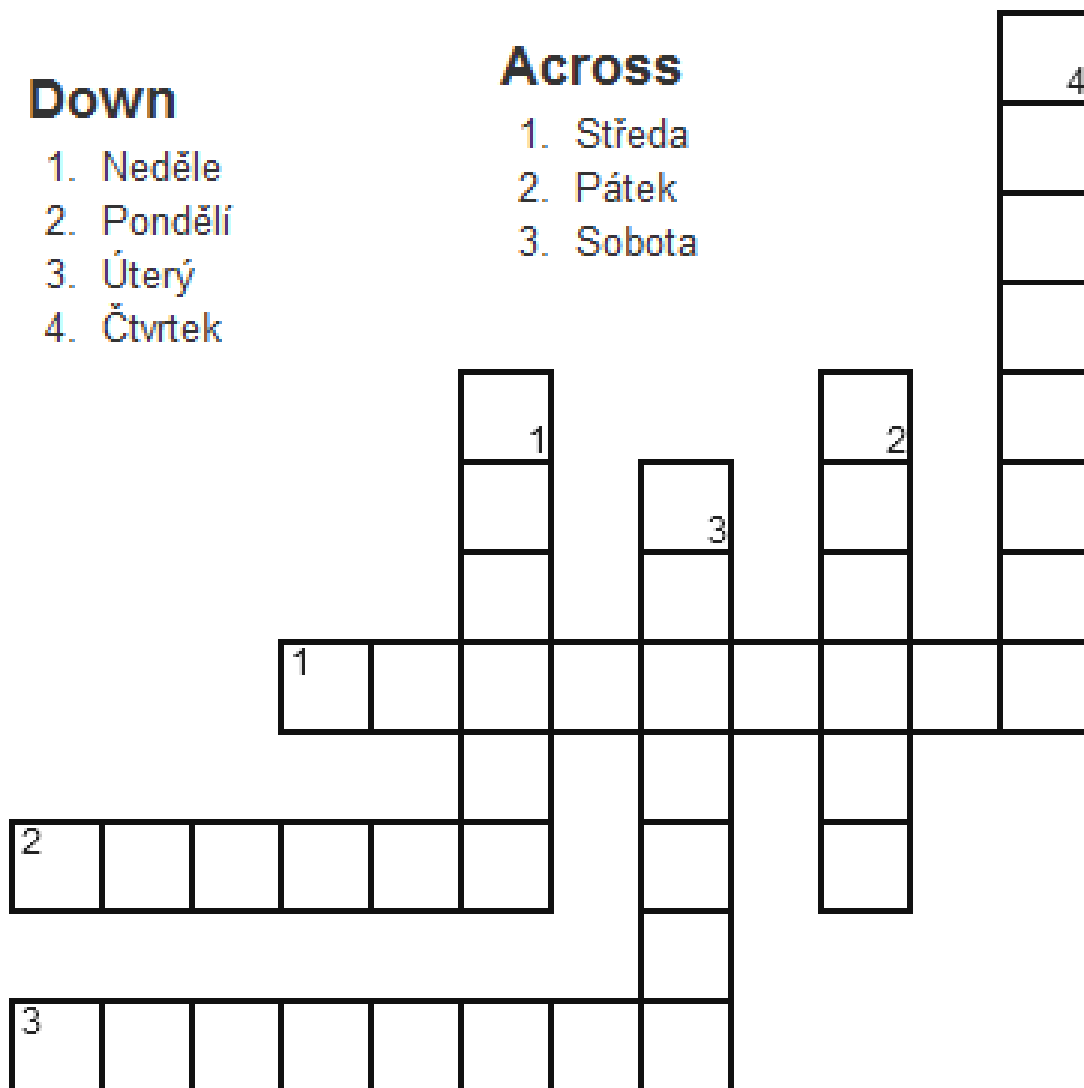 Down
1. Neděle
2. Pondělí
3. Úterý
4. Čtvrtek
Across
1. Středa
2. Pátek
3. Sobota
4
1
2
3
1
2
3